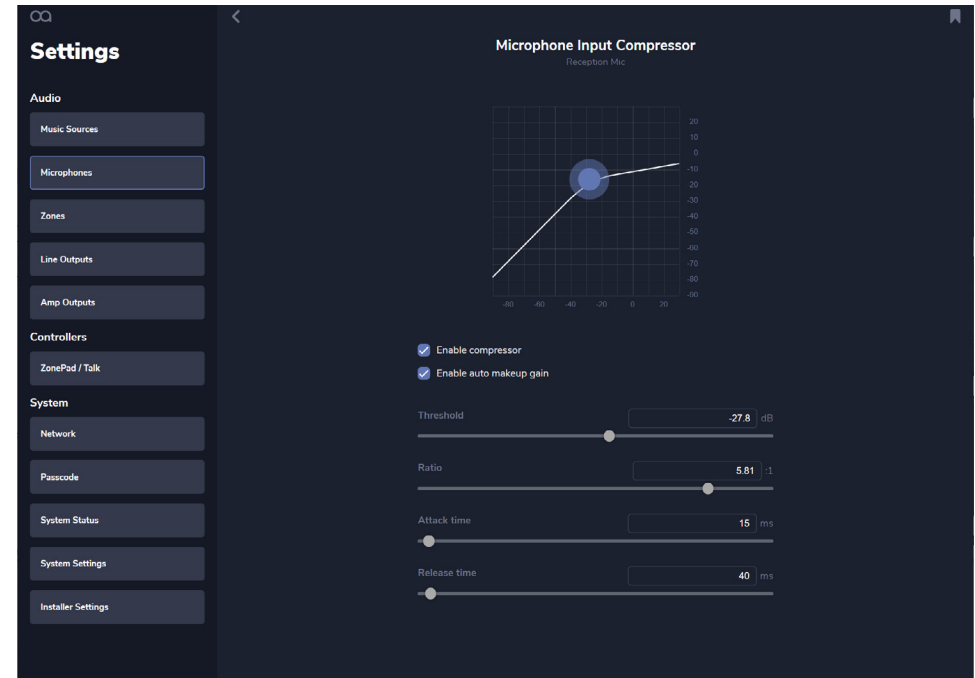 Settings
Audio
Music Sources
Microphones
Zones
Line Outputs
Amp Outputs
Controllers
ZonePad / Talk
System
Network
Passcode
System Status
System Settings
Installer Settings
Microphone Input Compressor
Reception Mic
20
10
0
-10
20
-30
-40
-50
-60
-70
-80
-90
-80 -60 -40 -20 0 20
Enable compressor
Enable auto makeup gain
Threshold -27.8 dB
Ratio 5.81 :1
Attack time 15 ms
Release time 40 ms